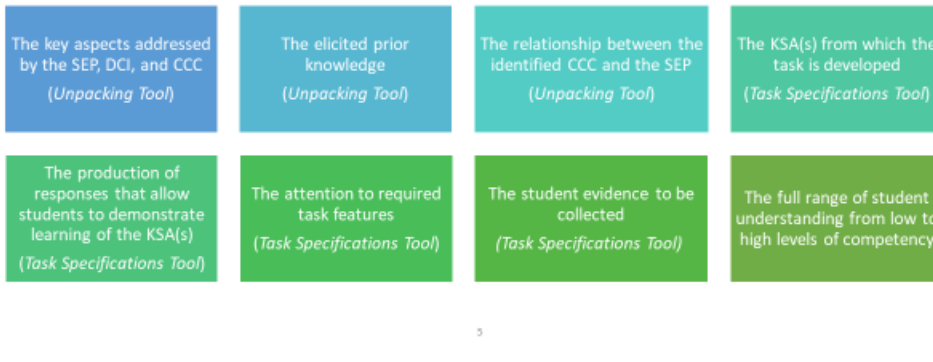 The key aspects addressed
by the SEP, DCI, and CCC
(Unpacking Tool)
The elicited prior
knowledge
(Unpacking Tool)
The relationship between the
identified CCC and the SEP
(Unpacking Tool)
The KSA(s) from which the
task is developed
(Task Specifications Tool)
The production of
responses that allow
students to demonstrate
learning of the KSA(s)
(Task Specifications Tool)
The attention to required
task features
(Task Specifications Tool)
The student evidence to be
collected
(Task Specifications Tool)
The full range of student
understanding from low to
high levels of competency
5